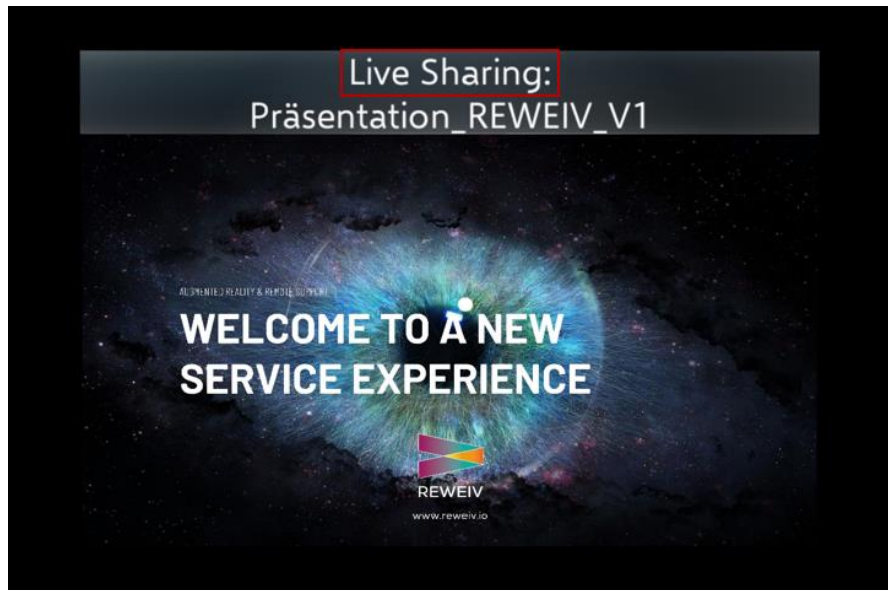 Live Sharing:
Präsentation_REWEIV_V1
AUGMENTED REALITY & REMOTE SUPPORT
WELCOME TO A NEW
SERVICE EXPERIENCE
REWEIV
www.reweiv.io